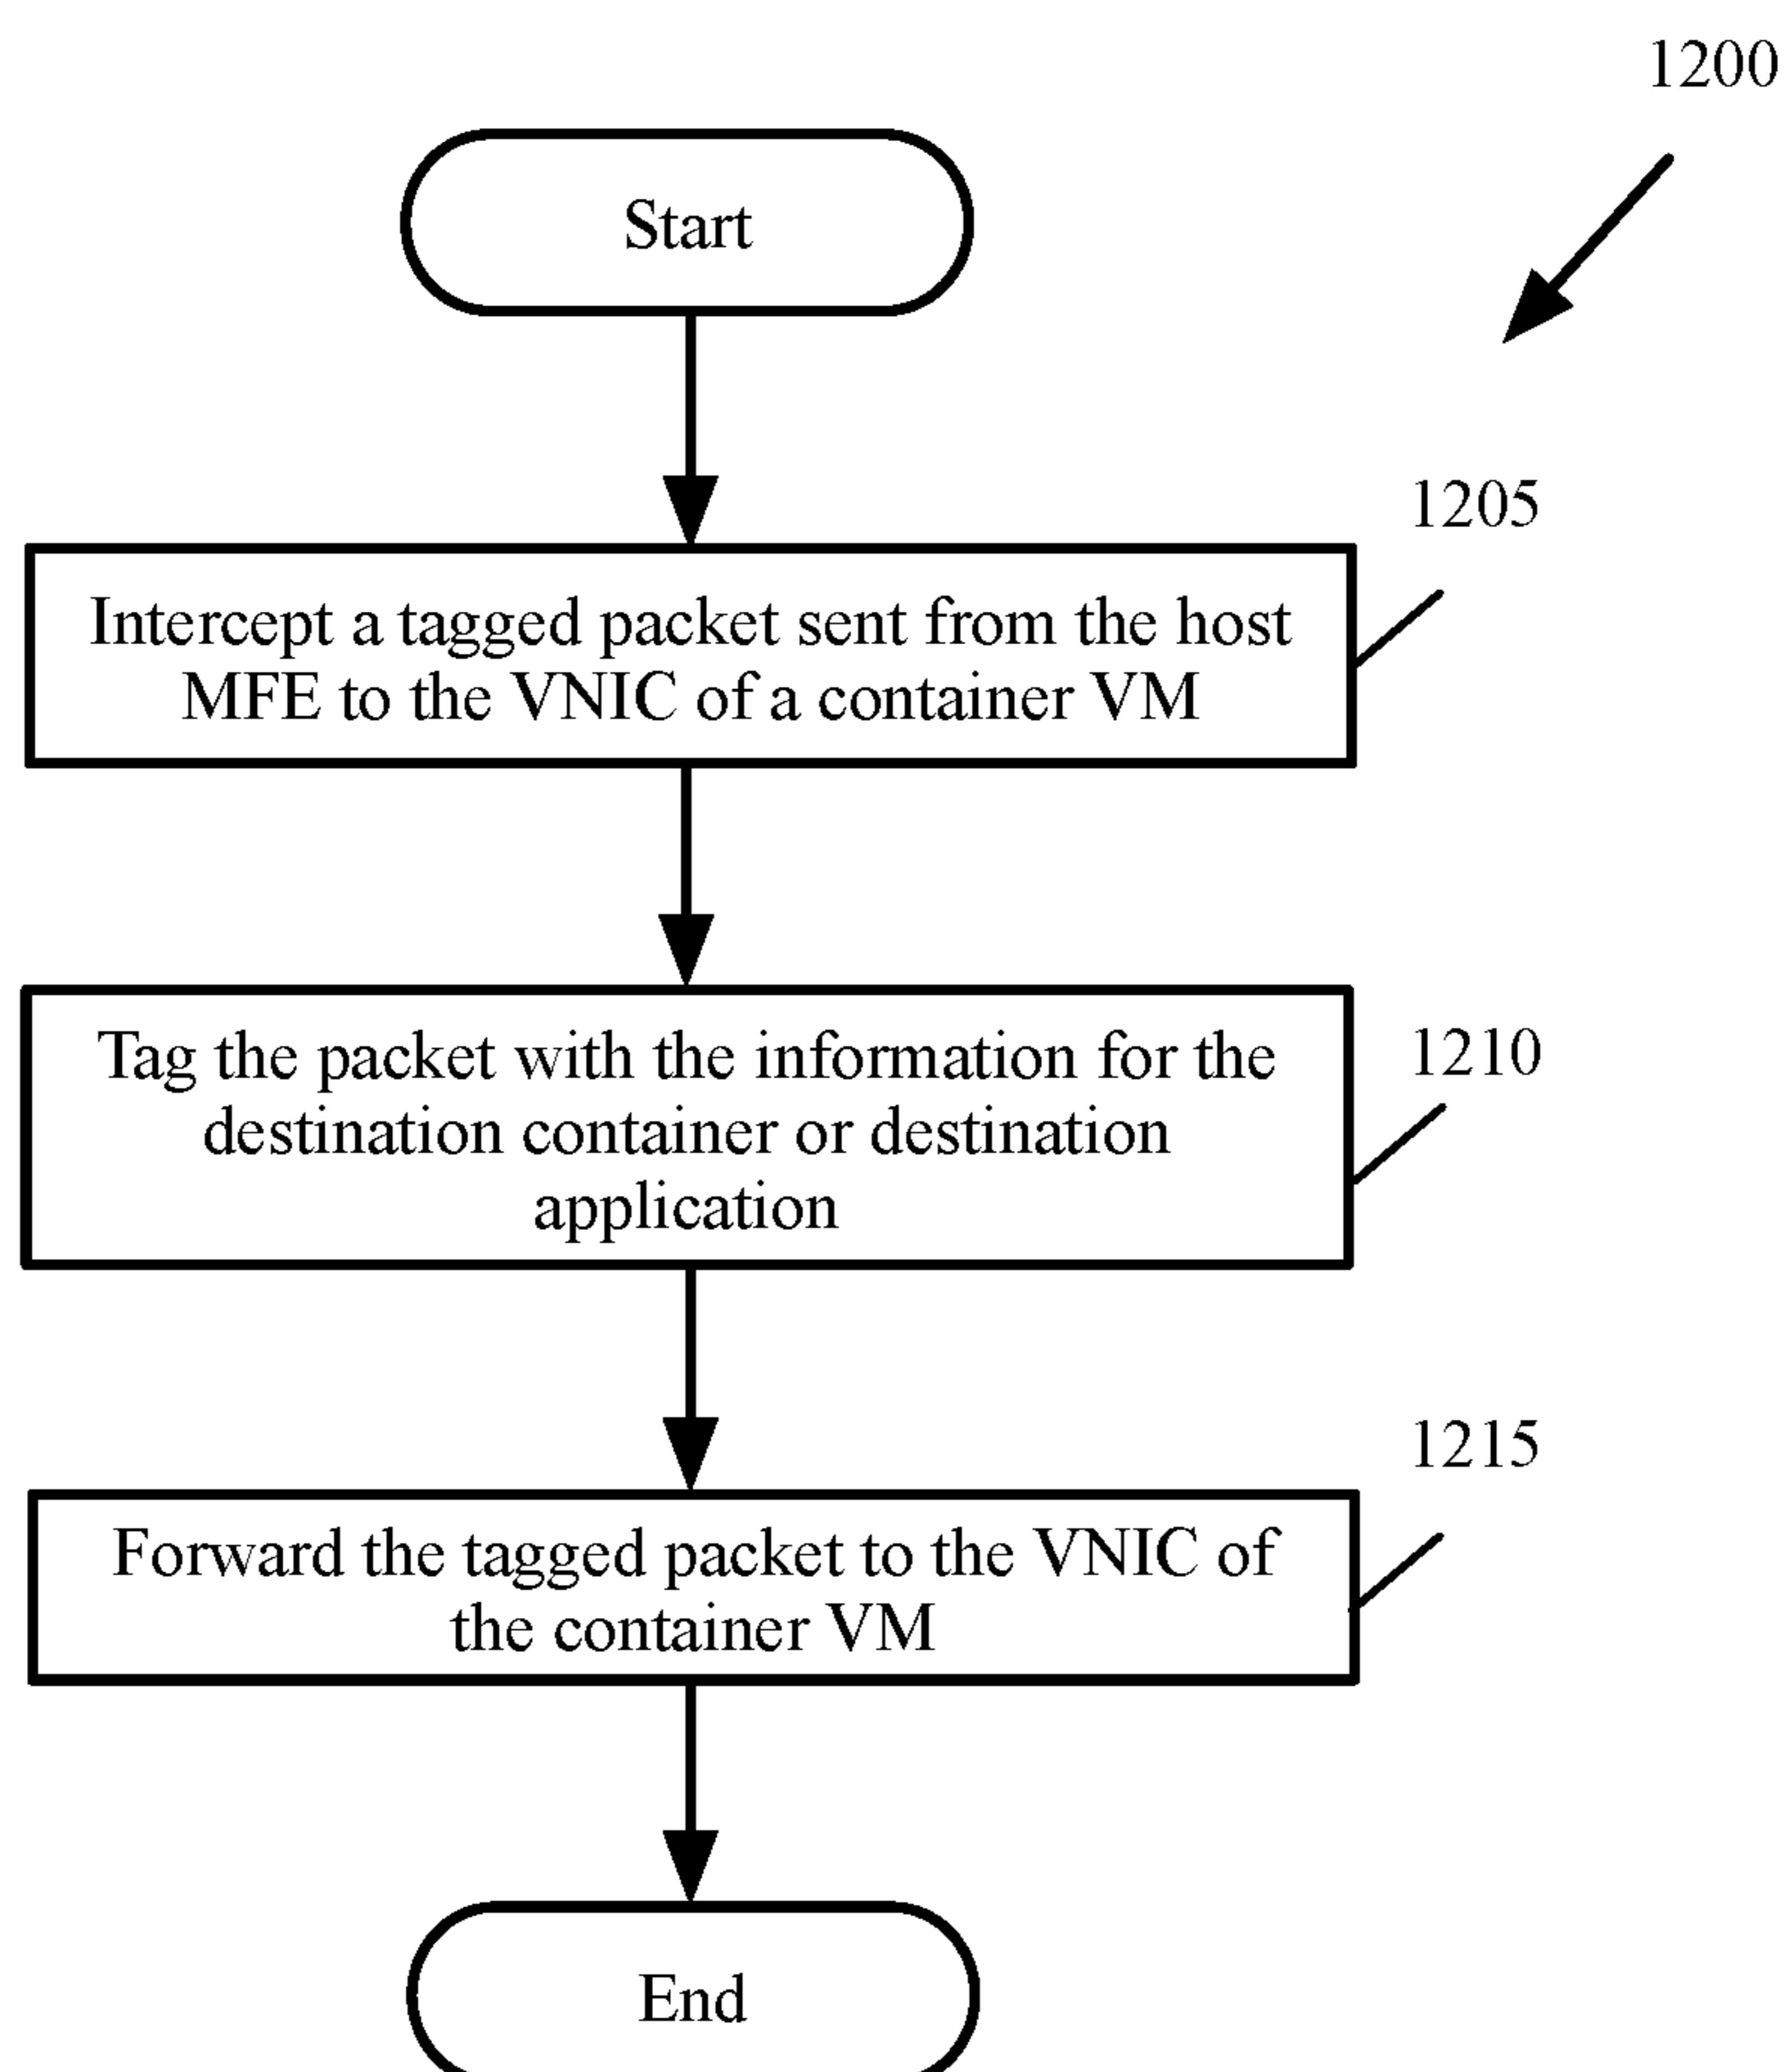 1200
Start
1205
Intercept a tagged packet sent from the host
MFE to the VNIC of a container VM
1210
Tag the packet with the information for the
destination container or destination
application
1215
Forward the tagged packet to the VNIC of
the container VM
End